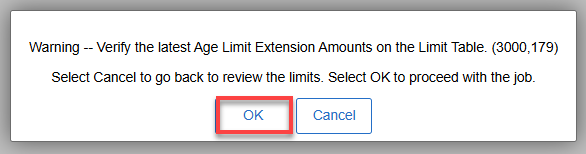 Warning -- Verify the latest Age Limit Extension Amounts on the Limit Table. (3000,179)
Select Cancel to go back to review the limits. Select OK to proceed with the job.
OK Cancel